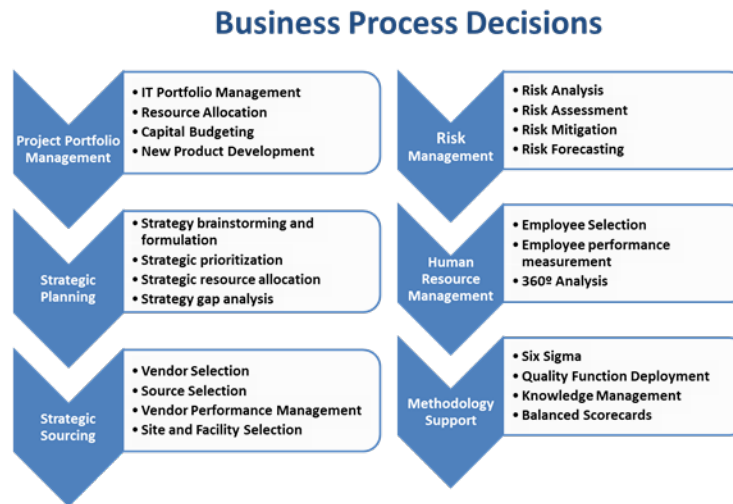 Business Process Decisions
Project Portfolio
Management
• IT Portfolio Management
• Resource Allocation
• Capital Budgeting
• New Product Development
Strategic
Planning
• Strategy brainstorming and
formulation
• Strategic prioritization
• Strategic resource allocation
• Strategy gap analysis
Strategic
Sourcing
• Vendor Selection
• Source Selection
• Vendor Performance Management
• Site and Facility Selection
Risk
Management
• Risk Analysis
• Risk Assessment
• Risk Mitigation
• Risk Forecasting
Human
Resource
Management
• Employee Selection
• Employee performance
measurement
• 360º Analysis
Methodology
Support
• Six Sigma
• Quality Function Deployment
• Knowledge Management
• Balanced Scorecards